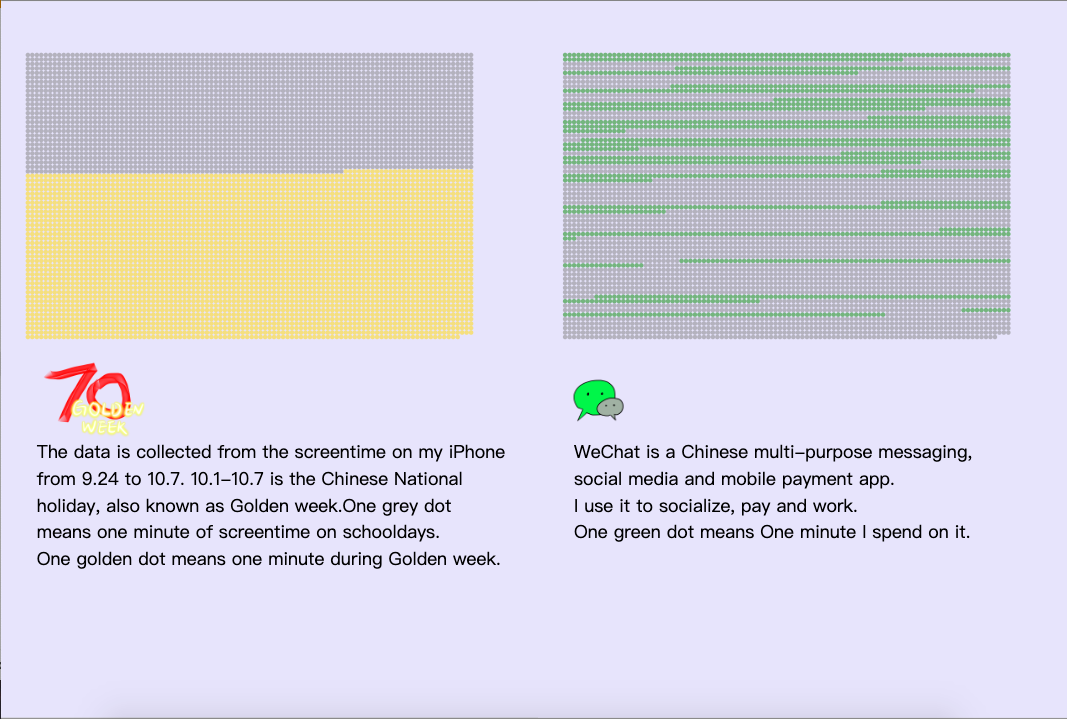 70
GOLDEN
WEEK
The data is collected from the screentime on my iPhone
from 9.24 to 10.7. 10.1–10.7 is the Chinese National
holiday, also known as Golden week.One grey dot
means one minute of screentime on schooldays.
One golden dot means one minute during Golden week.
WeChat is a Chinese multi–purpose messaging,
social media and mobile payment app.
I use it to socialize, pay and work.
One green dot means One minute I spend on it.